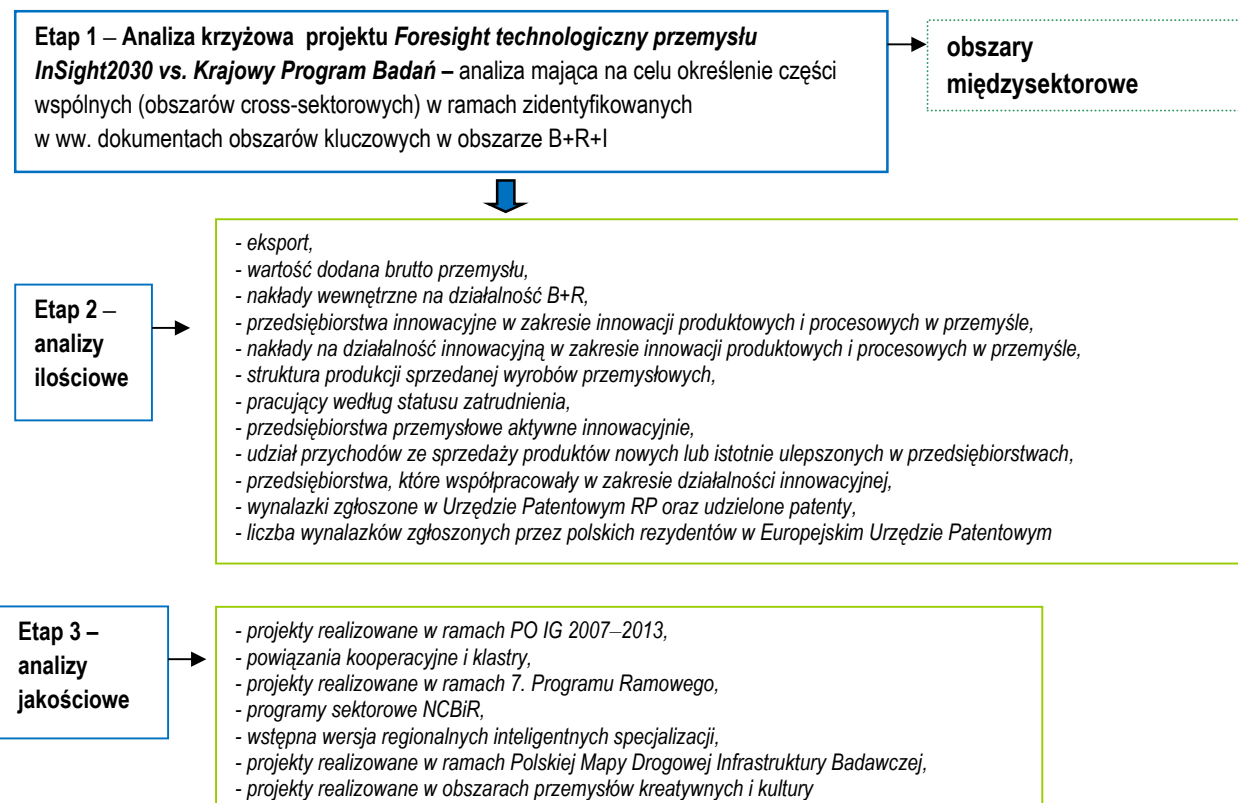 Etap 1 – Analiza krzyżowa projektu Foresight technologiczny przemysłu
InSight2030 vs. Krajowy Program Badań – analiza mająca na celu określenie części
wspólnych (obszarów cross-sektorowych) w ramach zidentyfikowanych
w ww. dokumentach obszarów kluczowych w obszarze B+R+I
obszary
międzysektorowe
Etap 2 –
analizy
ilościowe
- eksport,
- wartość dodana brutto przemysłu,
- nakłady wewnętrzne na działalność B+R,
- przedsiębiorstwa innowacyjne w zakresie innowacji produktowych i procesowych w przemyśle,
- nakłady na działalność innowacyjną w zakresie innowacji produktowych i procesowych w przemyśle,
- struktura produkcji sprzedanej wyrobów przemysłowych,
- pracujący według statusu zatrudnienia,
- przedsiębiorstwa przemysłowe aktywne innowacyjnie,
- udział przychodów ze sprzedaży produktów nowych lub istotnie ulepszonych w przedsiębiorstwach,
- przedsiębiorstwa, które współpracowały w zakresie działalności innowacyjnej,
- wynalazki zgłoszone w Urzędzie Patentowym RP oraz udzielone patenty,
- liczba wynalazków zgłoszonych przez polskich rezydentów w Europejskim Urzędzie Patentowym
Etap 3 –
analizy
jakościowe
- projekty realizowane w ramach PO IG 2007–2013,
- powiązania kooperacyjne i klastry,
- projekty realizowane w ramach 7. Programu Ramowego,
- programy sektorowe NCBiR,
- wstępna wersja regionalnych inteligentnych specjalizacji,
- projekty realizowane w ramach Polskiej Mapy Drogowej Infrastruktury Badawczej,
- projekty realizowane w obszarach przemysłów kreatywnych i kultury